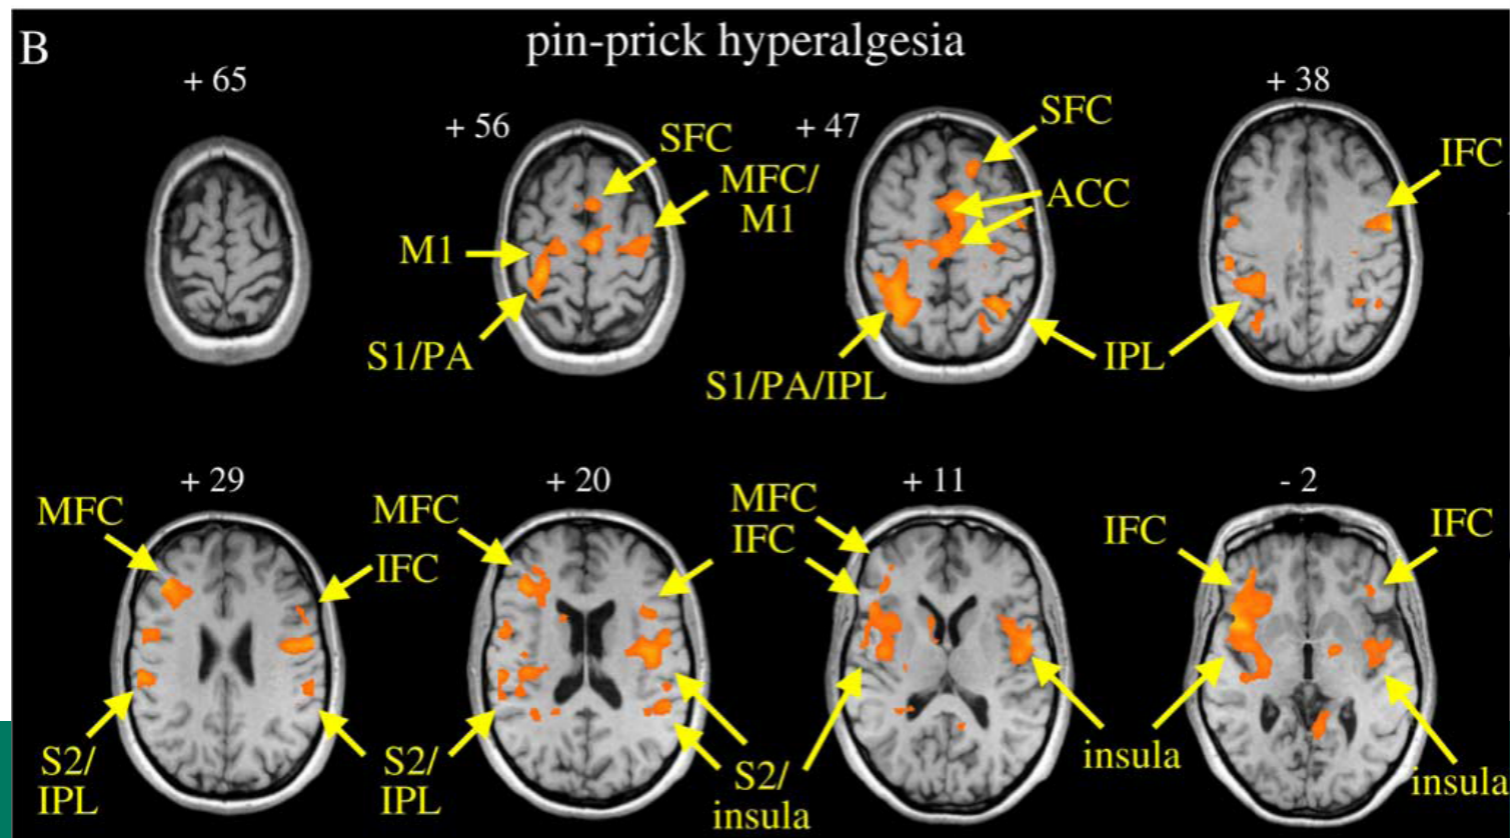 B
pin-prick hyperalgesia
+ 65
+ 56
+ 47
+ 38
SFC
MFC/
M1
M1
S1/PA
SFC
ACC
S1/PA/IPL
IPL
IFC
+ 29
+ 20
+ 11
- 2
MFC
IFC
S2/
IPL
MFC
S2/
IPL
MFC
IFC
S2/
insula
insula
IFC
IFC
insula